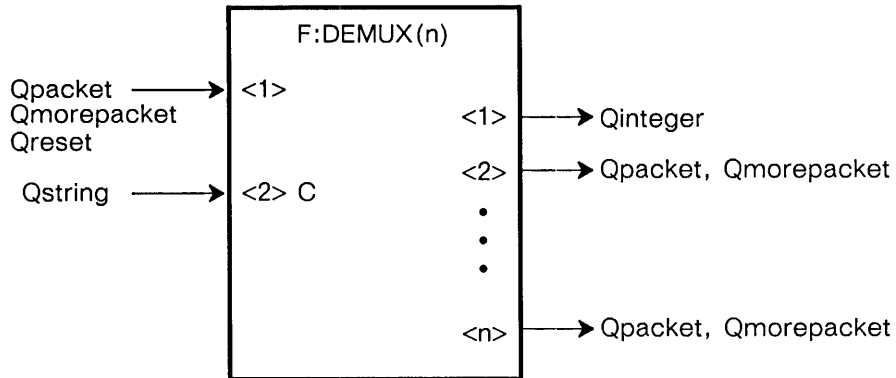 F:DEMUX(n)
Qpacket <1>
Qmorepacket
Qreset
<1> Qinteger
<2> Qpacket, Qmorepacket
Qstring <2> C
<n> Qpacket, Qmorepacket